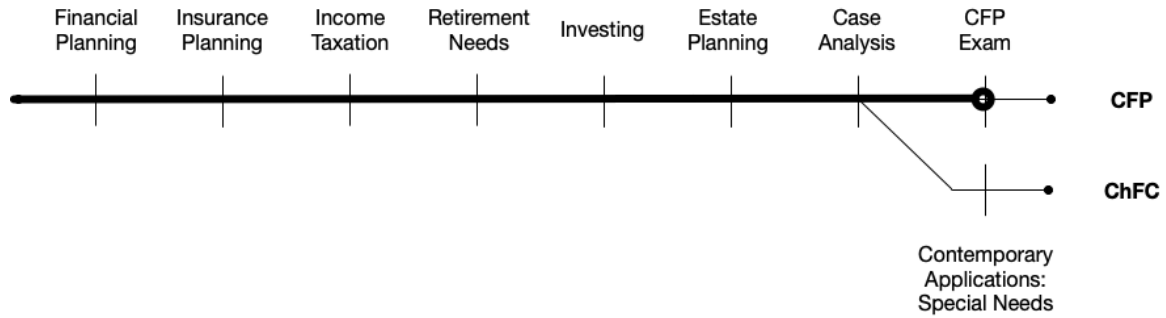 Financial
Planning
Insurance
Planning
Income
Taxation
Retirement
Needs
Investing
Estate
Planning
Case
Analysis
CFP
Exam
CFP
ChFC
Contemporary
Applications:
Special Needs